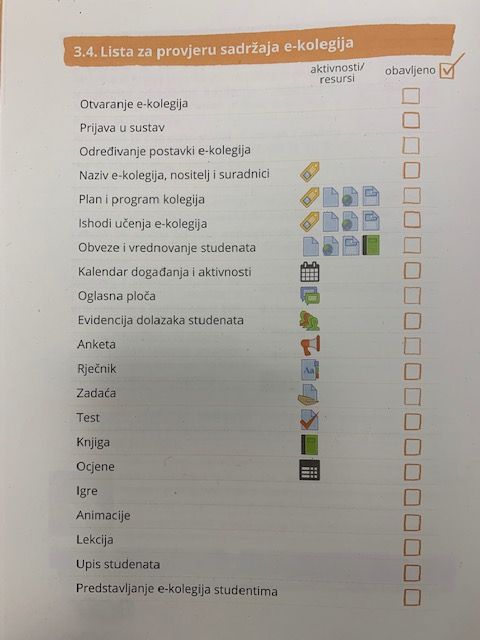 3.4. Lista za provjeru sadržaja e-kolegija
aktivnosti/
resursi
obavljeno
Otvaranje e-kolegija
Prijava u sustav
Određivanje postavki e-kolegija
Naziv e-kolegija, nositelj i suradnici
Plan i program kolegija
Ishodi učenja e-kolegija
Obveze i vrednovanje studenata
Kalendar događanja i aktivnosti
Oglasna ploča
Evidencija dolazaka studenata
Anketa
Rječnik
Aa
Zadaća
Test
Knjiga
Ocjene
Igre
Animacije
Lekcija
Upis studenata
Predstavljanje e-kolegija studentima